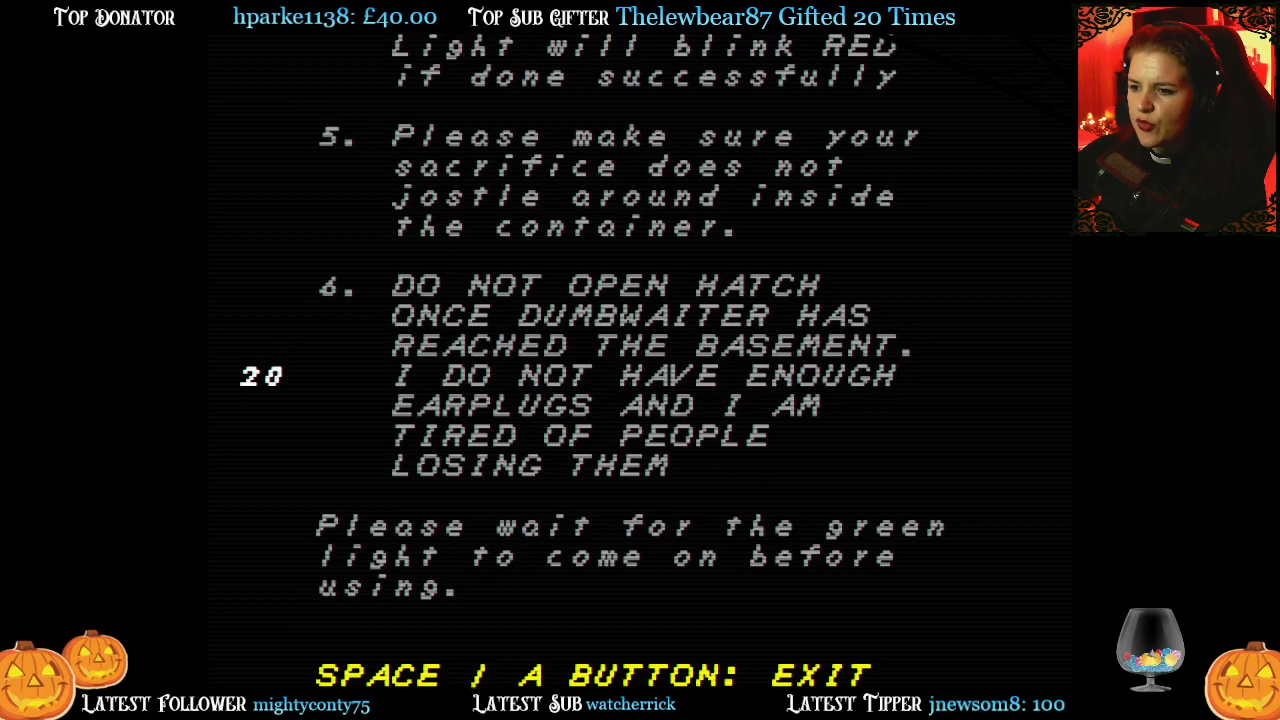 Top Donator hparke1138: £40.00 Top Sub Gifter Thelewbear87 Gifted 20 Times
Light will blink RED
if done successfully
5. Please make sure your
sacrifice does not
jostle around inside
the container.
6. DO NOT OPEN HATCH
ONCE DUMBWAITER HAS
REACHED THE BASEMENT.
20 I DO NOT HAVE ENOUGH
EARPLUGS AND I AM
TIRED OF PEOPLE
LOSING THEM
Please wait for the green
light to come on before
using.
SPACE / A BUTTON: EXIT
Latest Follower mightyconty75 Latest Sub watcherrick Latest Tipper jnewsom8: 100